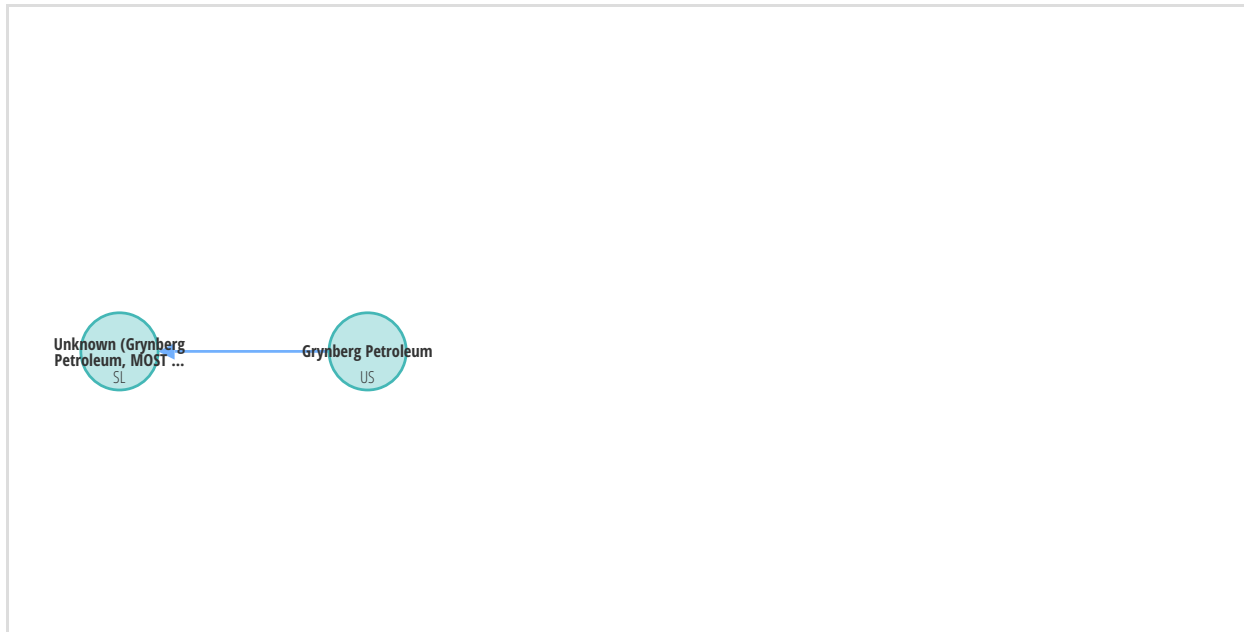 Unknown (Grynberg
Petroleum, MOST ...
SL
Grynberg Petroleum
US